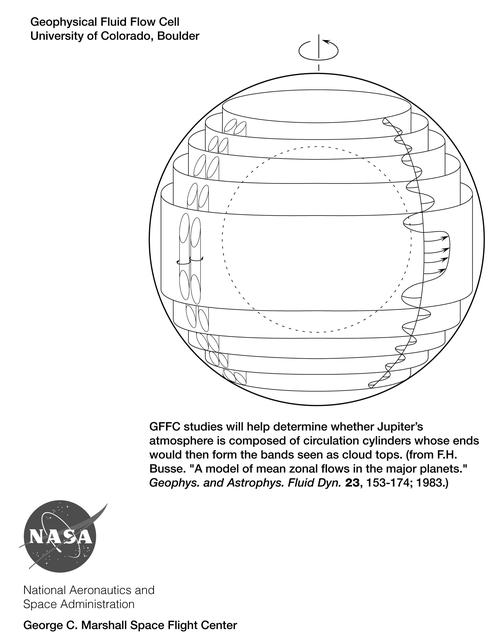 Geophysical Fluid Flow Cell
University of Colorado, Boulder
GFFC studies will help determine whether Jupiter's
atmosphere is composed of circulation cylinders whose ends
would then form the bands seen as cloud tops. (from F.H.
Busse. "A model of mean zonal flows in the major planets."
Geophys. and Astrophys. Fluid Dyn. 23, 153-174; 1983.)
NASA
National Aeronautics and
Space Administration
George C. Marshall Space Flight Center